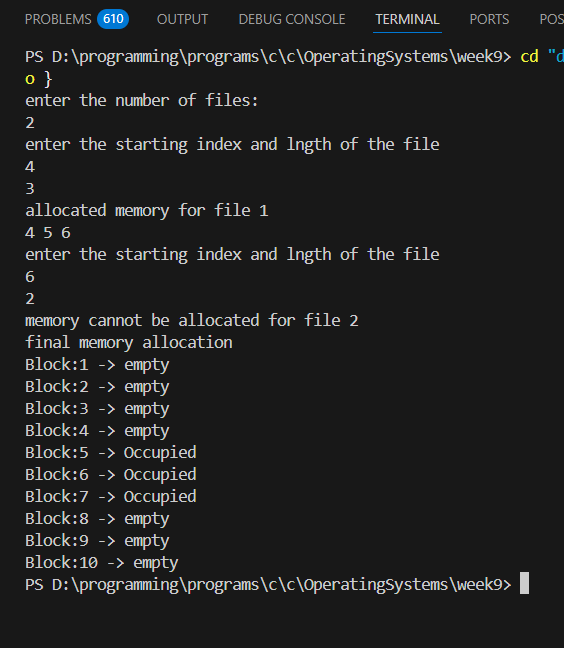 PROBLEMS 610 OUTPUT DEBUG CONSOLE TERMINAL PORTS POS
PS D:\programming\programs\c\c\OperatingSystems\week9> cd "d
o }
enter the number of files:
2
enter the starting index and lngth of the file
4
3
allocated memory for file 1
4 5 6
enter the starting index and lngth of the file
6
2
memory cannot be allocated for file 2
final memory allocation
Block:1 -> empty
Block:2 -> empty
Block:3 -> empty
Block:4 -> empty
Block:5 -> Occupied
Block:6 -> Occupied
Block:7 -> Occupied
Block:8 -> empty
Block:9 -> empty
Block:10 -> empty
PS D:\programming\programs\c\c\OperatingSystems\week9>